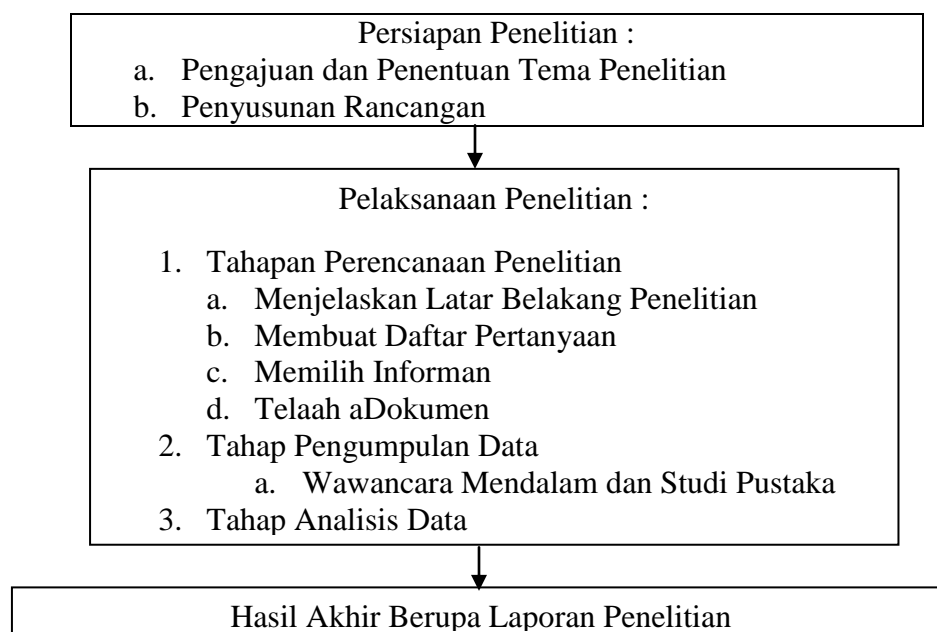 Persiapan Penelitian :
a. Pengajuan dan Penentuan Tema Penelitian
b. Penyusunan Rancangan
Pelaksanaan Penelitian :
1. Tahapan Perencanaan Penelitian
a. Menjelaskan Latar Belakang Penelitian
b. Membuat Daftar Pertanyaan
c. Memilih Informan
d. Telaah aDokumen
2. Tahap Pengumpulan Data
a. Wawancara Mendalam dan Studi Pustaka
3. Tahap Analisis Data
Hasil Akhir Berupa Laporan Penelitian